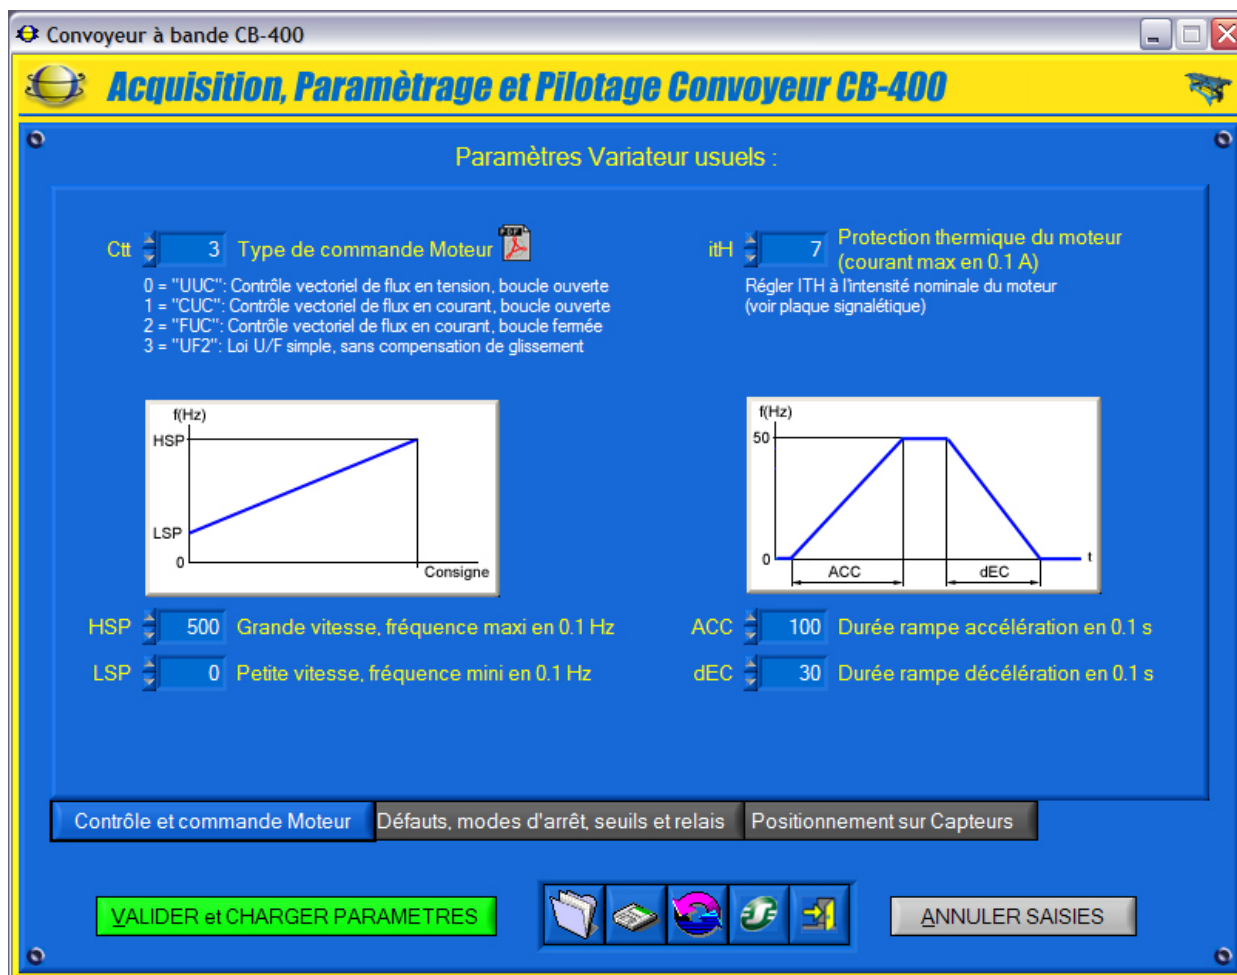 Convoyeur à bande CB-400
Acquisition, Paramètrage et Pilotage Convoyeur CB-400
Paramètres Variateur usuels :
Ctt 3 Type de commande Moteur
0 = "UUC": Contrôle vectoriel de flux en tension, boucle ouverte
1 = "CUC": Contrôle vectoriel de flux en courant, boucle ouverte
2 = "FUC": Contrôle vectoriel de flux en courant, boucle fermée
3 = "UF2": Loi U/F simple, sans compensation de glissement
itH 7 Protection thermique du moteur
(courant max en 0.1 A)
Régler ITH à l'intensité nominale du moteur
(voir plaque signalétique)
f(Hz)
HSP
LSP
0
Consigne
f(Hz)
50
0
t
ACC
dEC
HSP 500 Grande vitesse, fréquence maxi en 0.1 Hz
LSP 0 Petite vitesse, fréquence mini en 0.1 Hz
ACC 100 Durée rampe accélération en 0.1 s
dEC 30 Durée rampe décélération en 0.1 s
Contrôle et commande Moteur
Défauts, modes d'arrêt, seuils et relais
Positionnement sur Capteurs
VALIDER et CHARGER PARAMETRES
ANNULER SAISIES